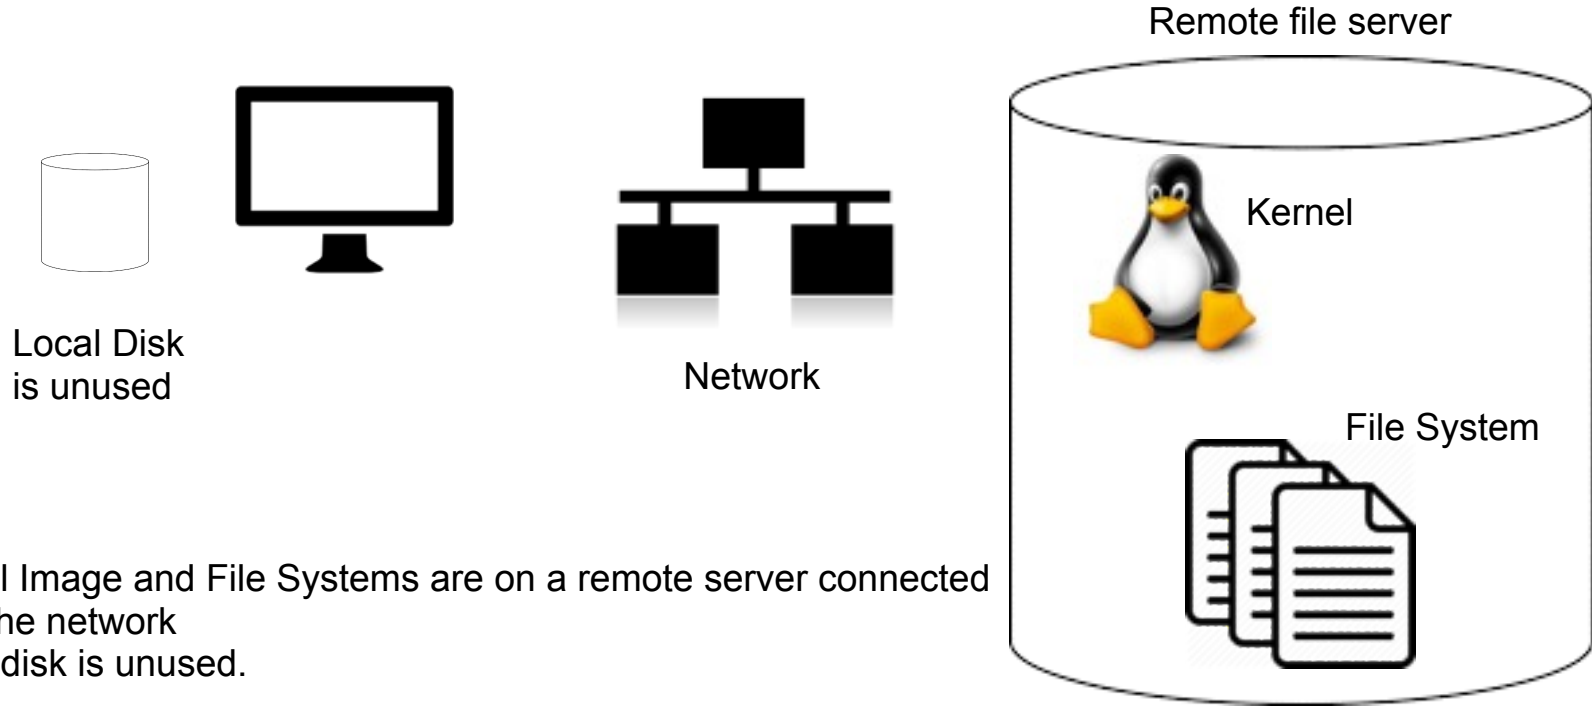 Remote file server
Kernel
Local Disk
is unused
Network
File System
l Image and File Systems are on a remote server connected
he network
disk is unused.